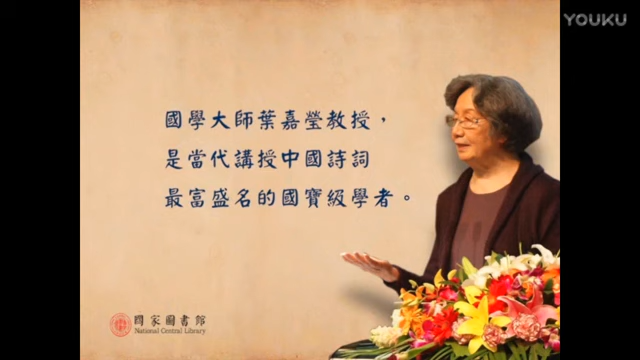 YOUKU
國學大師葉嘉瑩教授，
是當代講授中國詩詞
最富盛名的國寶級學者。
國家圖書館
National Central Library